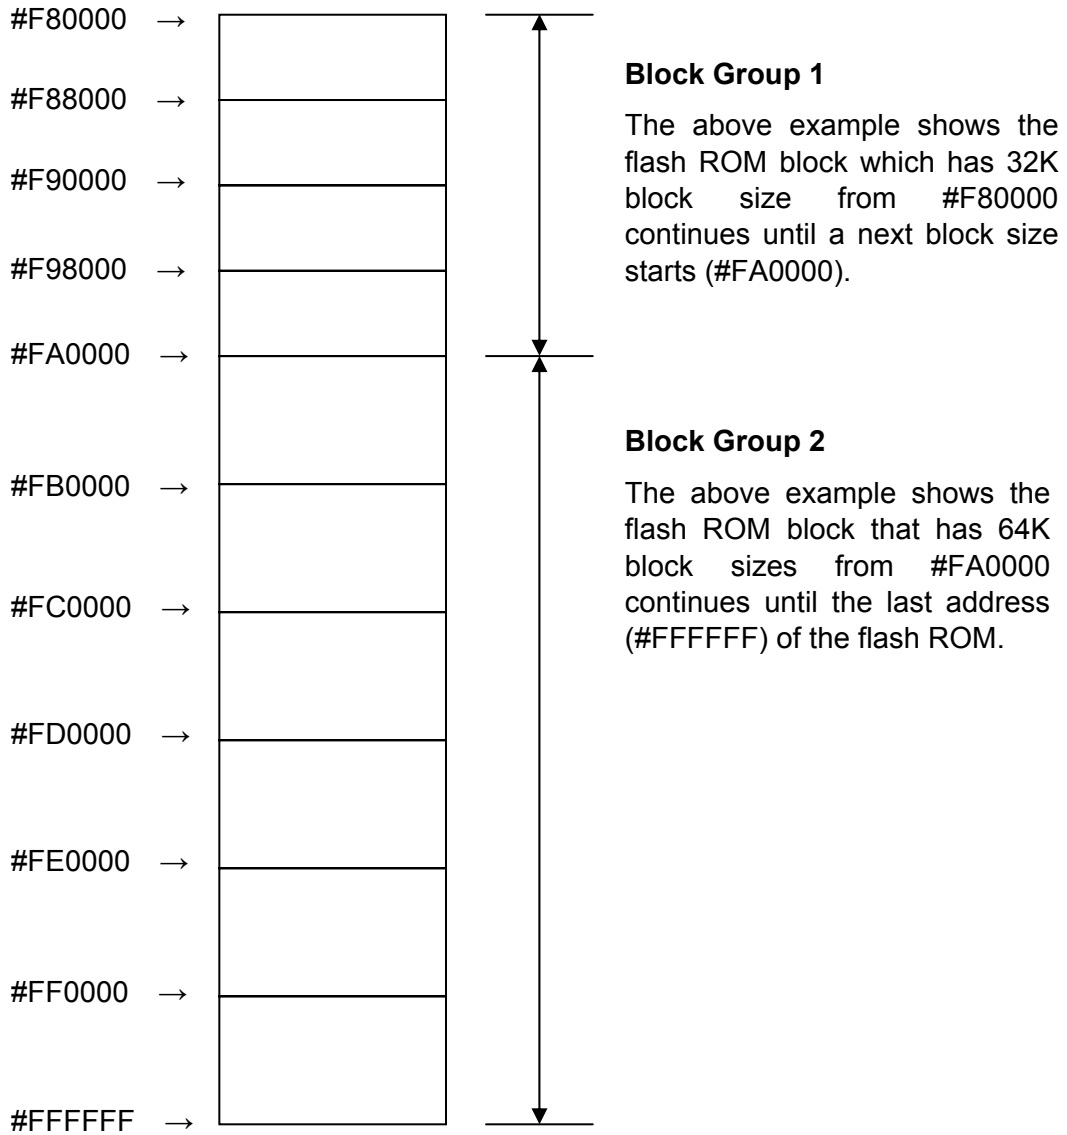 #F80000 →
#F88000 →
#F90000 →
#F98000 →
#FA0000 →
#FB0000 →
#FC0000 →
#FD0000 →
#FE0000 →
#FF0000 →
#FFFFFF →
Block Group 1
The above example shows the
flash ROM block which has 32K
block size from #F80000
continues until a next block size
starts (#FA0000).
Block Group 2
The above example shows the
flash ROM block that has 64K
block sizes from #FA0000
continues until the last address
(#FFFFFF) of the flash ROM.